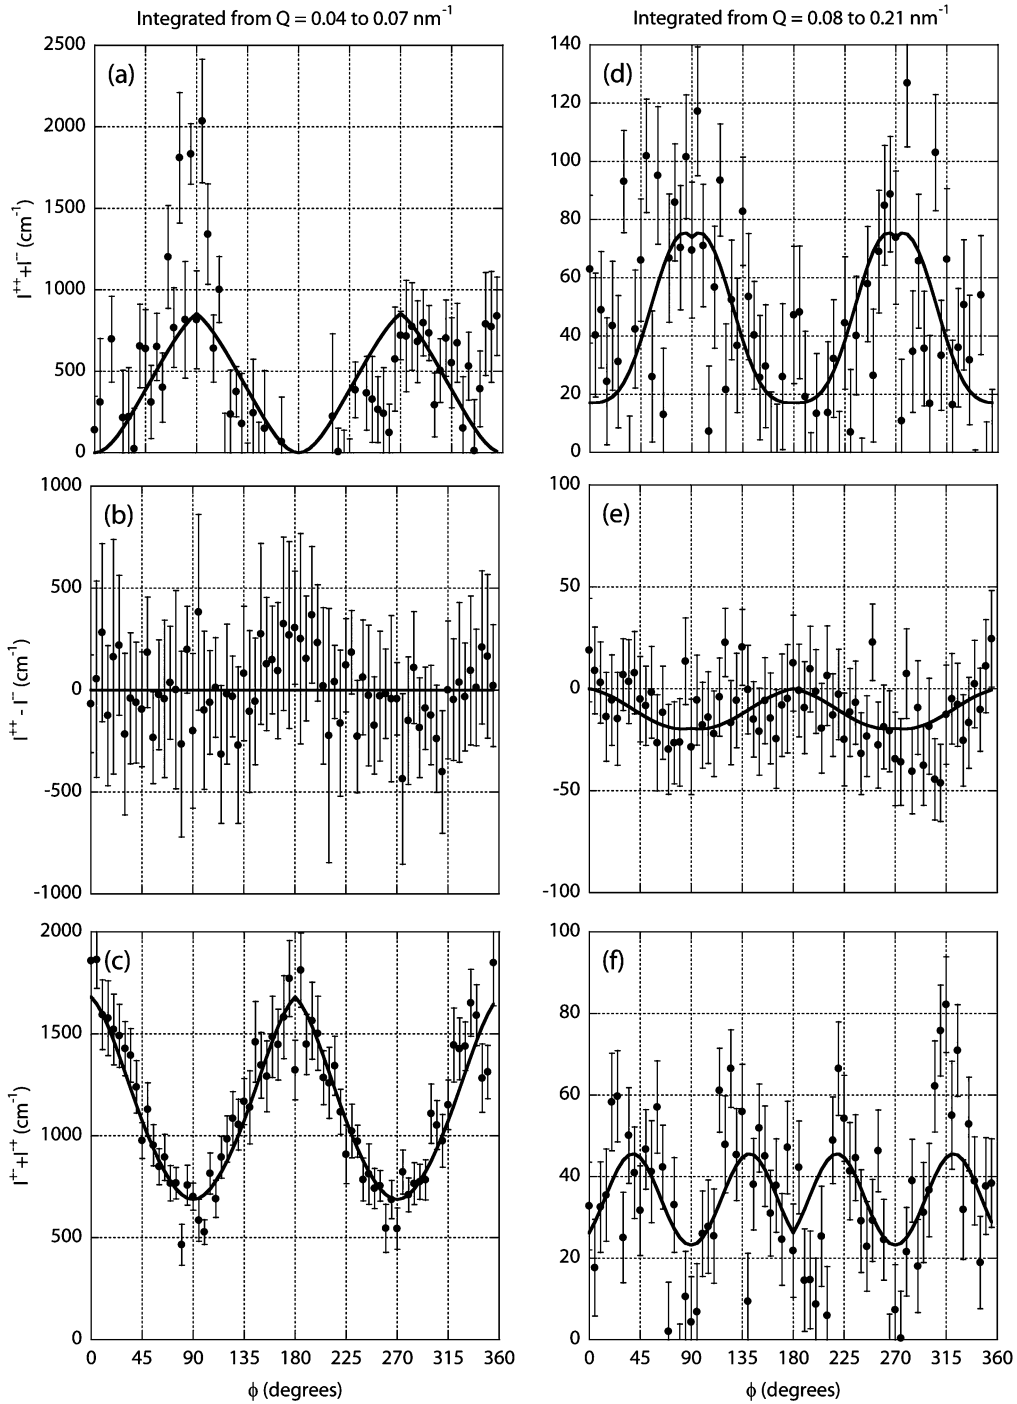 Integrated from Q = 0.04 to 0.07 nm⁻¹
Integrated from Q = 0.08 to 0.21 nm⁻¹
(a)
2500
2000
1500
1000
500
0
I⁺⁺+I⁻⁻ (cm⁻¹)
(d)
140
120
100
80
60
40
20
0
(b)
1000
500
0
-500
-1000
I⁺⁺ - I⁻⁻ (cm⁻¹)
(e)
100
50
0
-50
-100
(c)
2000
1500
1000
500
0
I⁺⁻+I⁻⁺ (cm⁻¹)
0 45 90 135 180 225 270 315 360
ϕ (degrees)
(f)
100
80
60
40
20
0
0 45 90 135 180 225 270 315 360
ϕ (degrees)